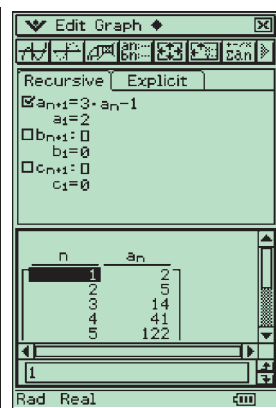 Edit Graph
Recursive Explicit
aₙ₊₁=3·aₙ-1
a₁=2
bₙ₊₁:
b₁=0
cₙ₊₁:
c₁=0
n aₙ
1 2
2 5
3 14
4 41
5 122
1
Rad Real